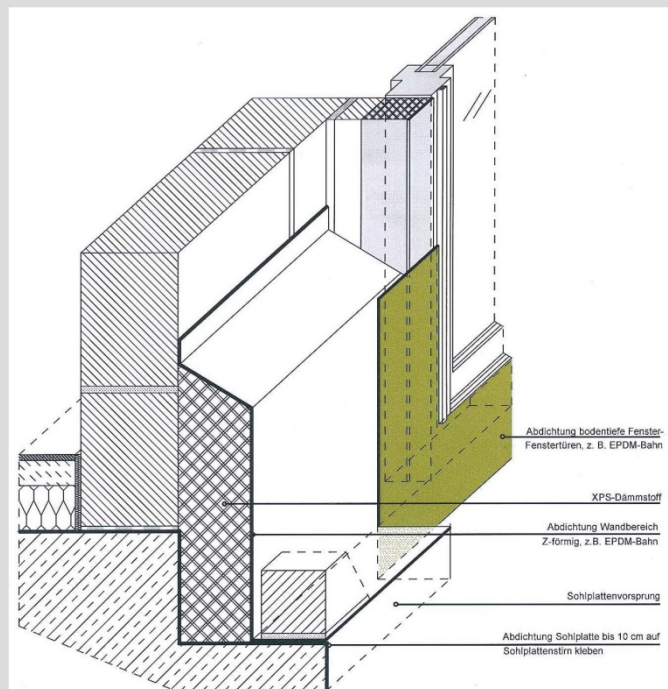 Abdichtung bodentiefe Fenster-
Fenstertüren, z. B. EPDM-Bahn
XPS-Dämmstoff
Abdichtung Wandbereich
Z-förmig, z.B. EPDM-Bahn
Sohlplattenvorsprung
Abdichtung Sohlplatte bis 10 cm auf
Sohlplattenstirn kleben